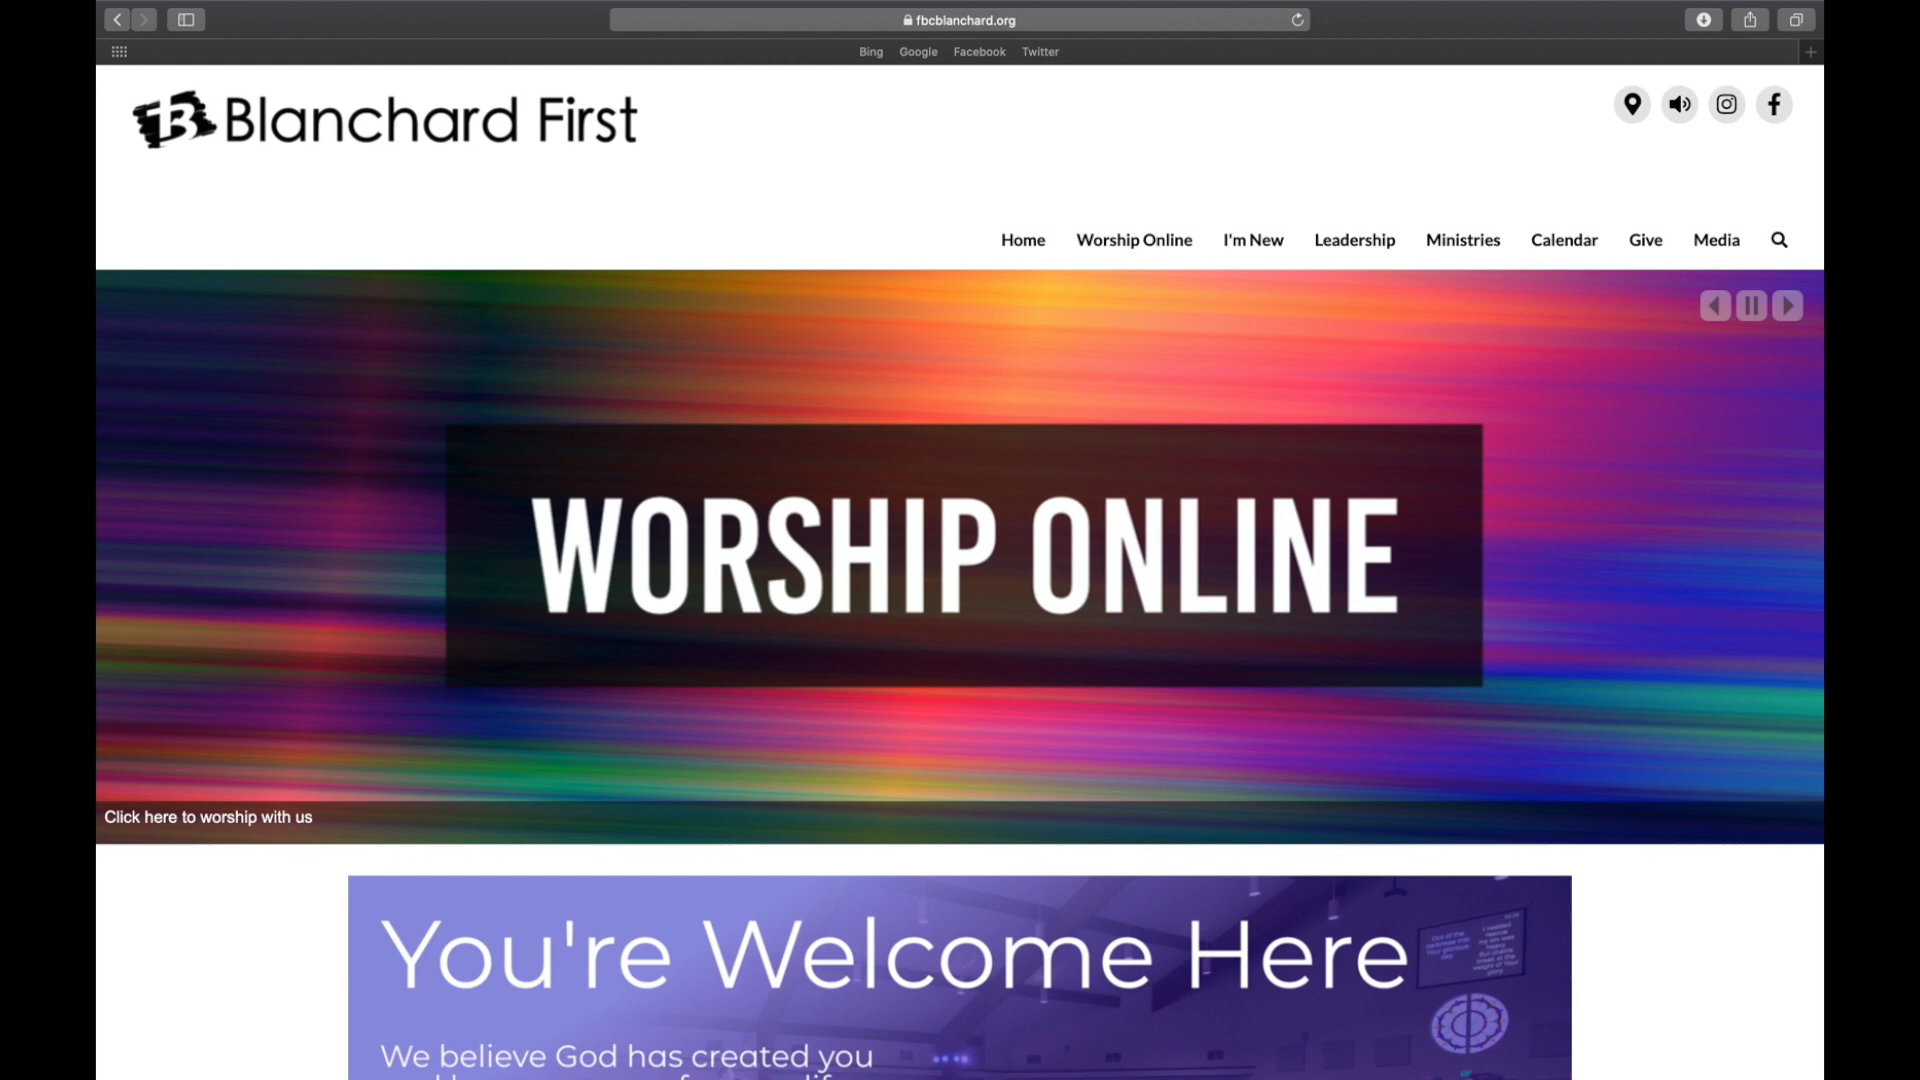 fbcblanchard.org
Bing Google Facebook Twitter
Blanchard First
Home Worship Online I'm New Leadership Ministries Calendar Give Media
WORSHIP ONLINE
Click here to worship with us
You're Welcome Here
We believe God has created you